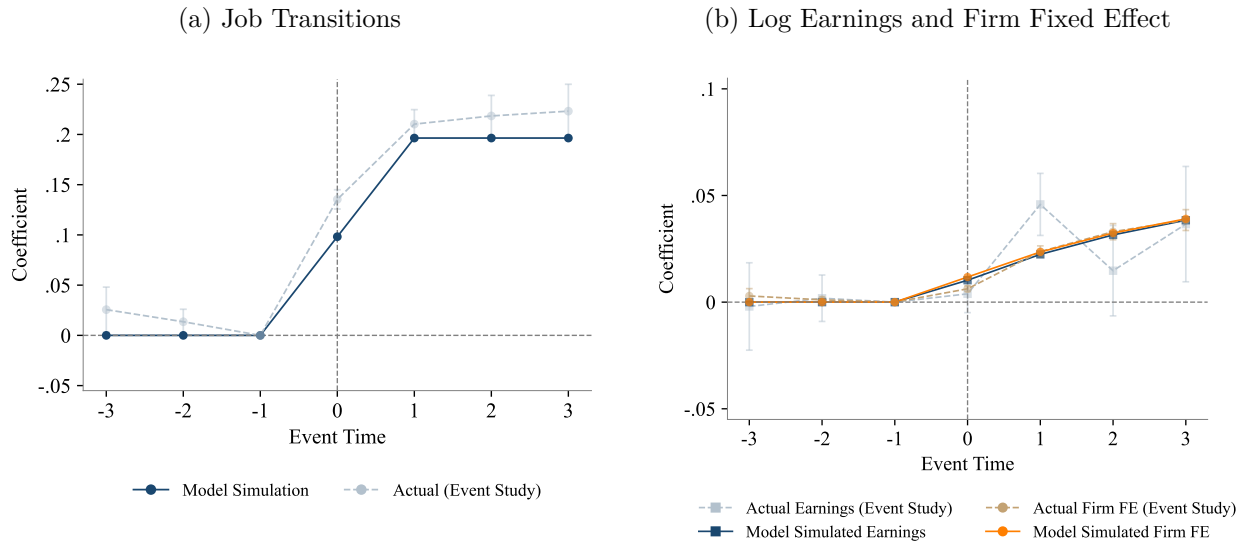 (a) Job Transitions
.25
.2
.15
.1
.05
0
-.05
Coefficient
-3 -2 -1 0 1 2 3
Event Time
Model Simulation Actual (Event Study)
(b) Log Earnings and Firm Fixed Effect
.1
.05
0
-.05
Coefficient
-3 -2 -1 0 1 2 3
Event Time
Actual Earnings (Event Study) Actual Firm FE (Event Study)
Model Simulated Earnings Model Simulated Firm FE